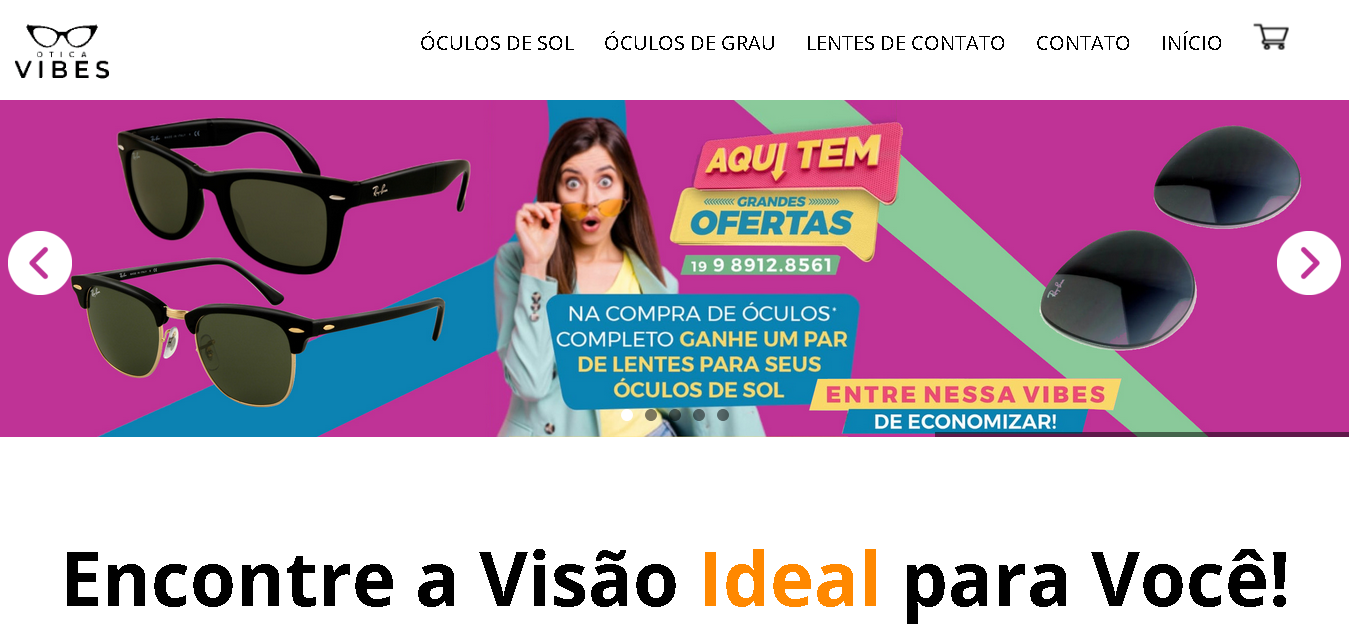 ÓTICA
VIBES
ÓCULOS DE SOL
ÓCULOS DE GRAU
LENTES DE CONTATO
CONTATO
INÍCIO
Ray-Ban
AQUI TEM
GRANDES
OFERTAS
19 9 8912.8561
NA COMPRA DE ÓCULOS*
COMPLETO GANHE UM PAR
DE LENTES PARA SEUS
ÓCULOS DE SOL
ENTRE NESSA VIBES
DE ECONOMIZAR!
Encontre a Visão Ideal para Você!